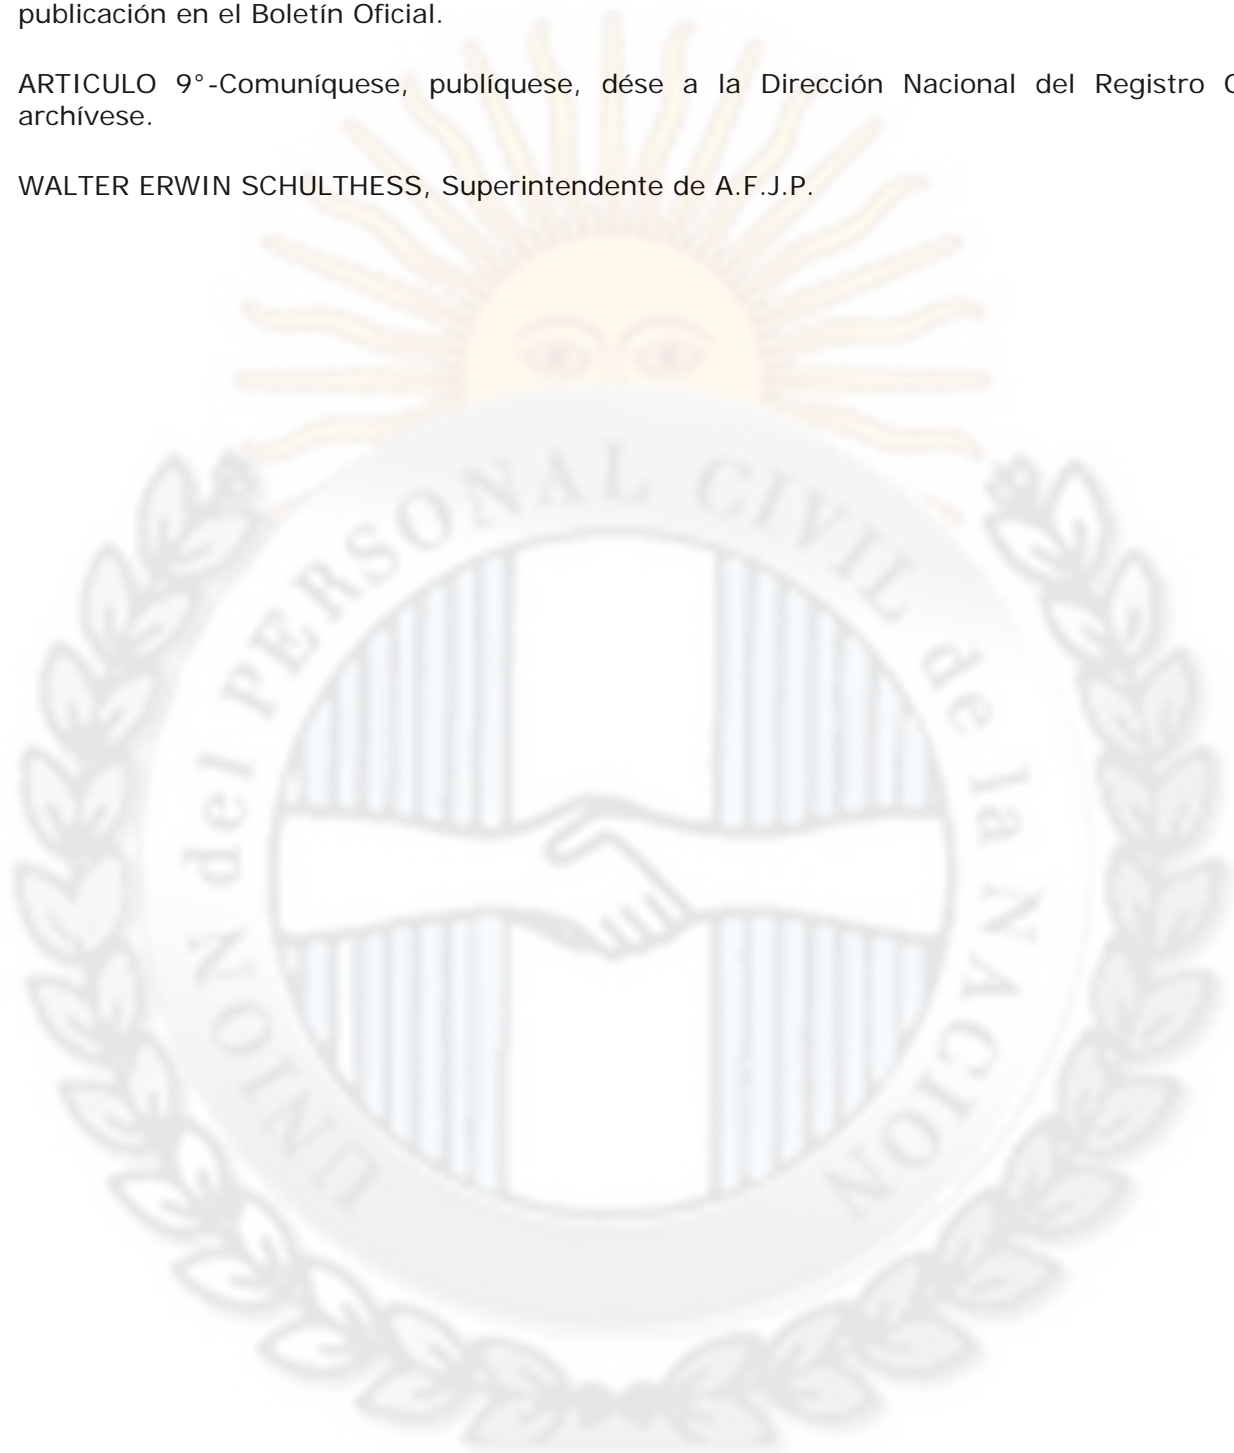 publicación en el Boletín Oficial.
ARTICULO 9°-Comuníquese, publíquese, dése a la Dirección Nacional del Registro
archívese.
WALTER ERWIN SCHULTHESS, Superintendente de A.F.J.P.
UNION del PERSONAL CIVIL de la NACION